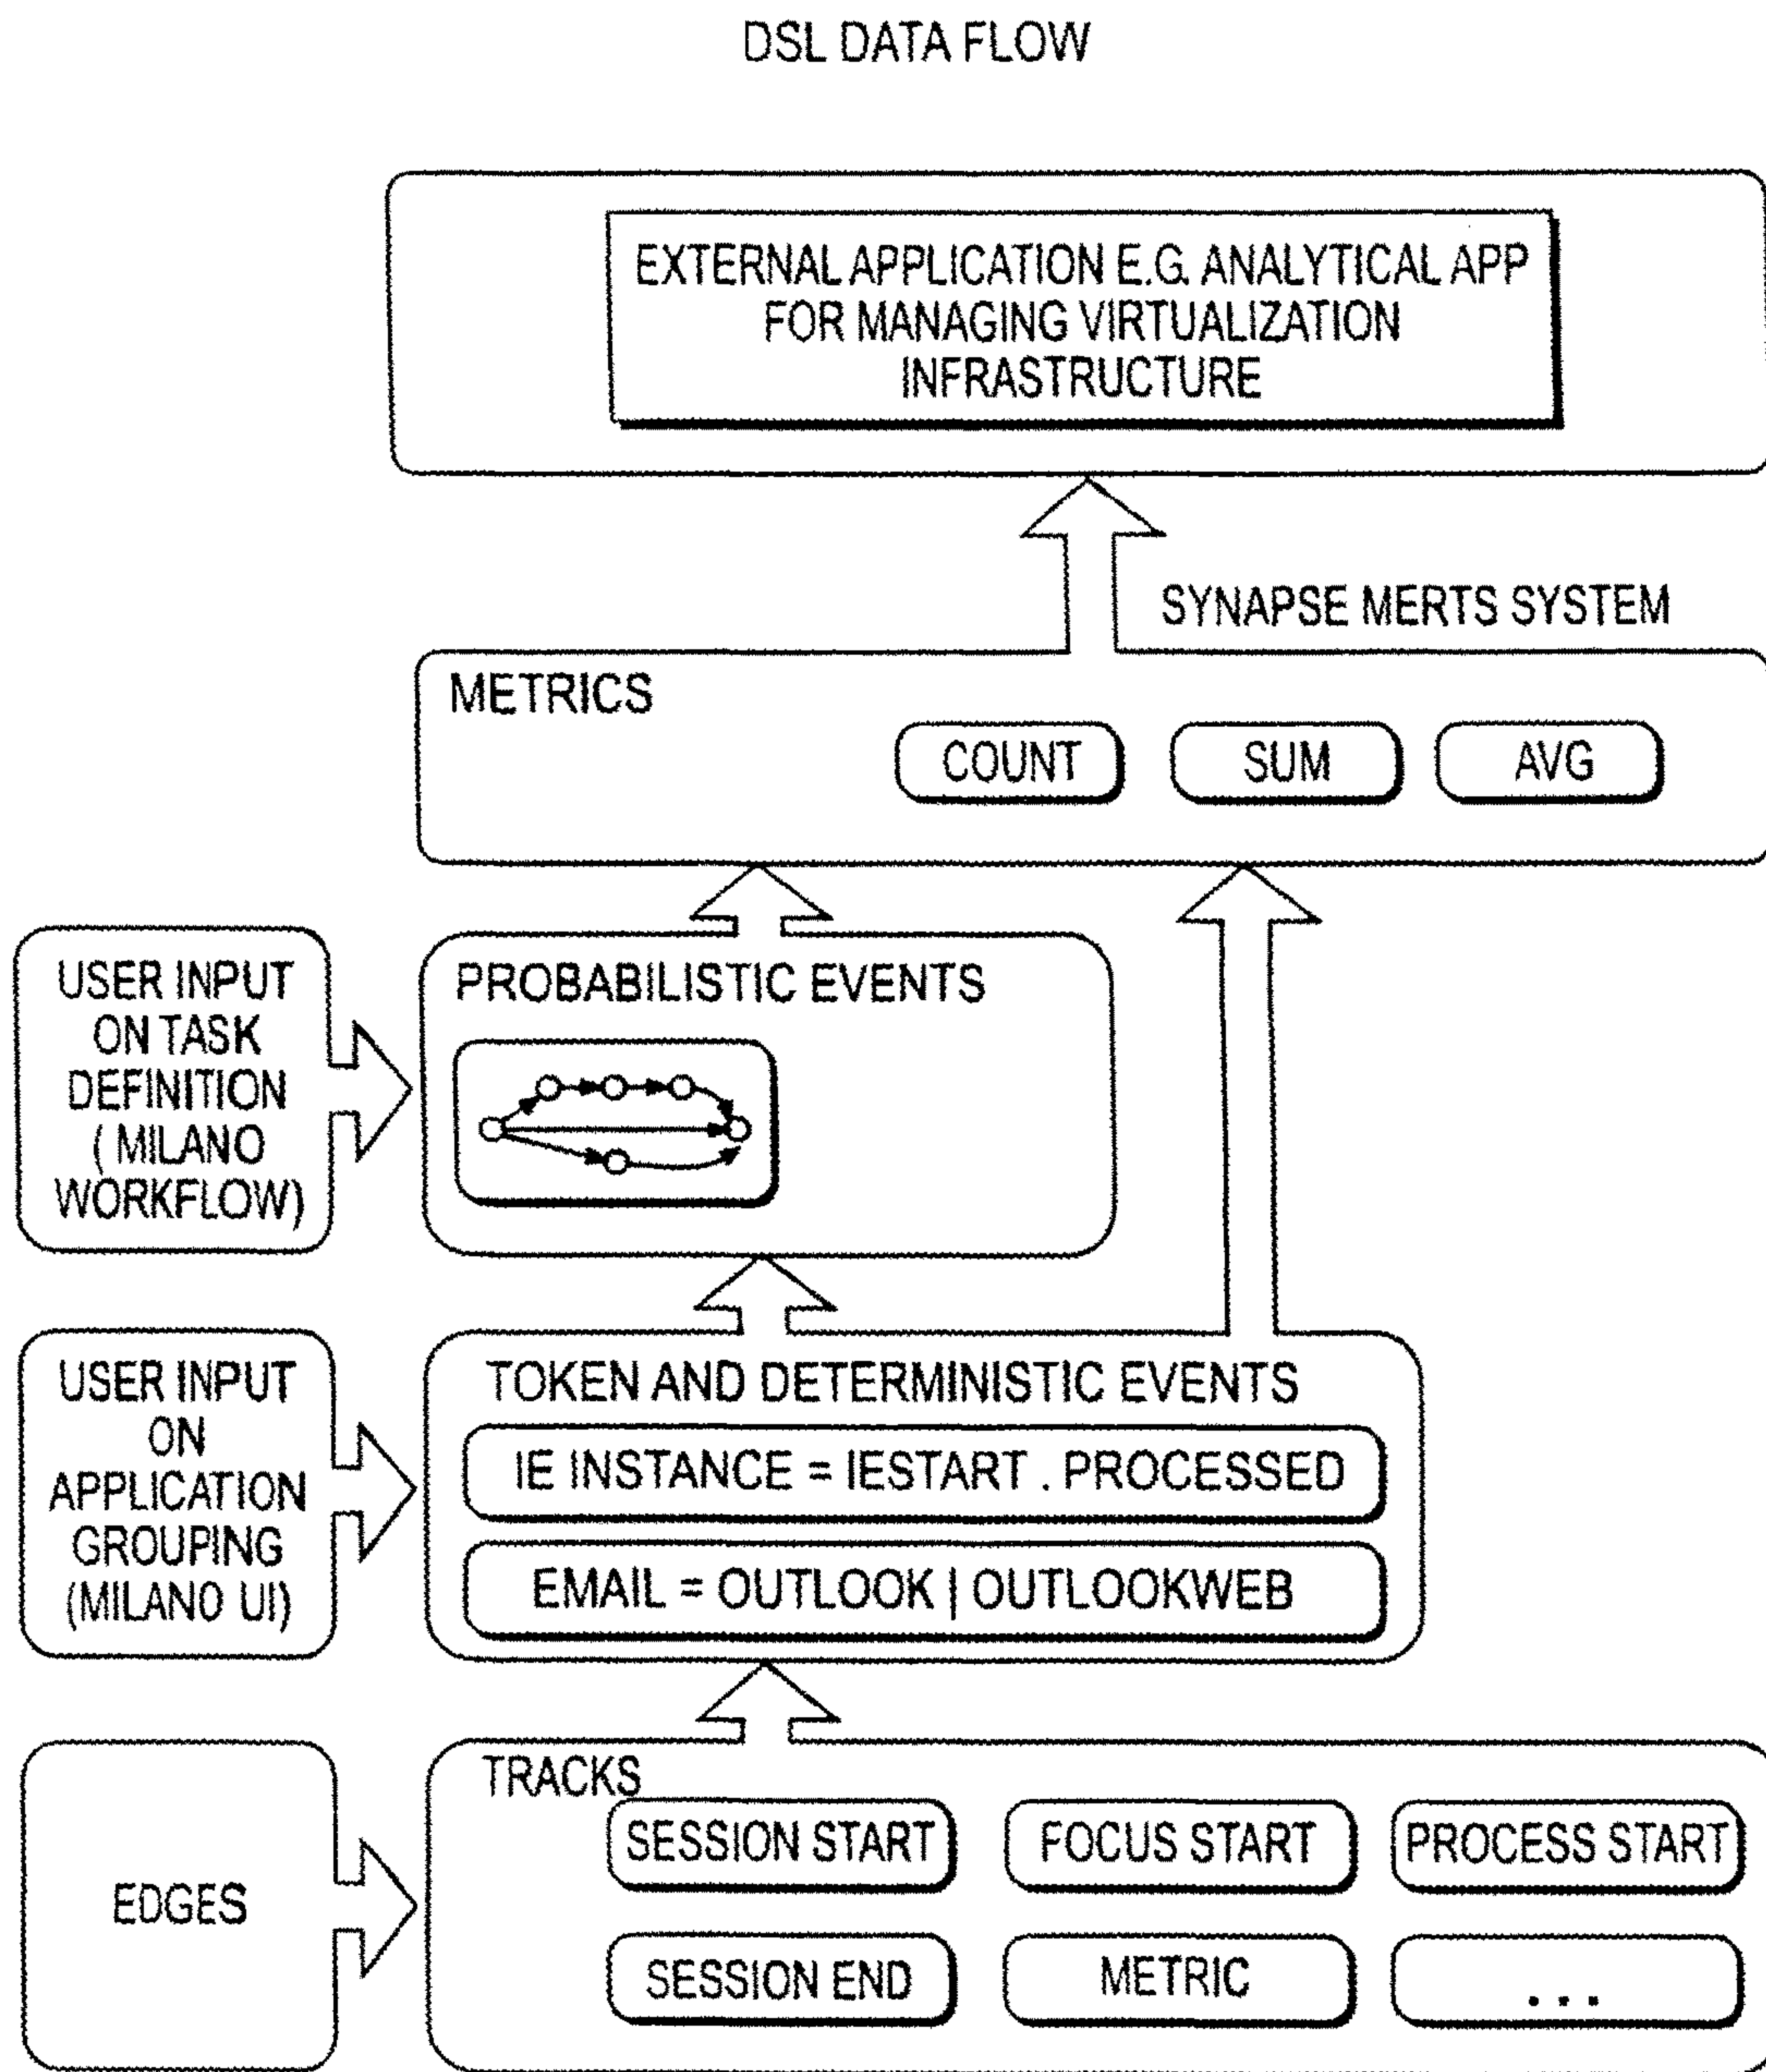 DSL DATA FLOW
EXTERNAL APPLICATION E.G. ANALYTICAL APP
FOR MANAGING VIRTUALIZATION
INFRASTRUCTURE
SYNAPSE MERTS SYSTEM
METRICS
COUNT
SUM
AVG
USER INPUT
ON TASK
DEFINITION
( MILANO
WORKFLOW)
PROBABILISTIC EVENTS
USER INPUT
ON
APPLICATION
GROUPING
(MILANO UI)
TOKEN AND DETERMINISTIC EVENTS
IE INSTANCE = IESTART . PROCESSED
EMAIL = OUTLOOK | OUTLOOKWEB
EDGES
TRACKS
SESSION START
FOCUS START
PROCESS START
SESSION END
METRIC
. . .